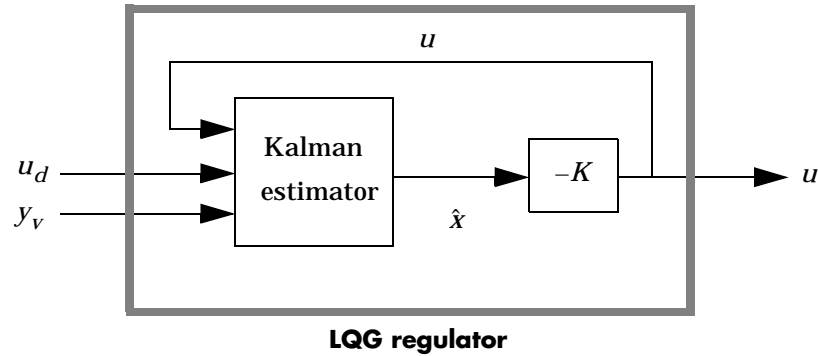 u
Kalman
estimator
u_d
y_v
–K
x̂
u
LQG regulator